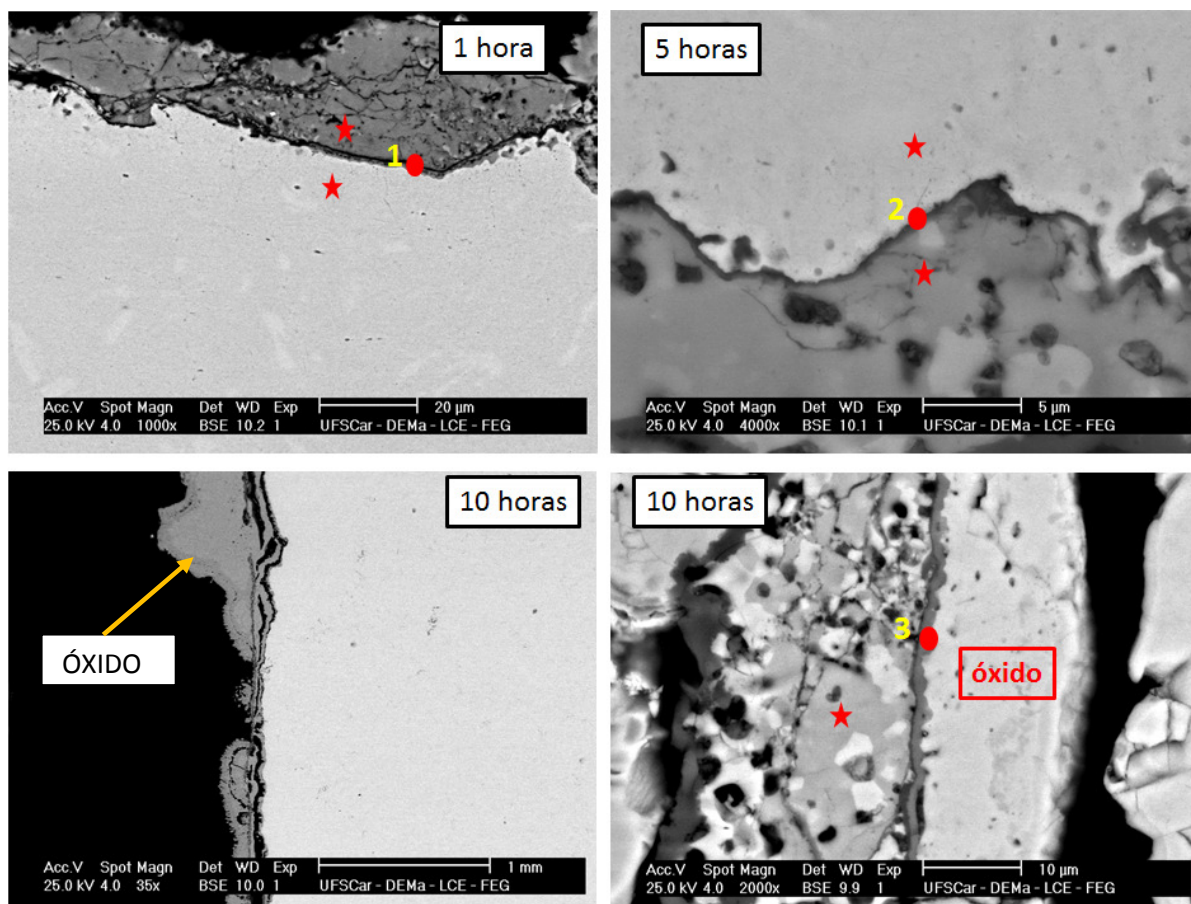 1 hora
1
Acc.V Spot Magn Det WD Exp 20 µm
25.0 kV 4.0 1000x BSE 10.2 1 UFSCar - DEMa - LCE - FEG
5 horas
2
Acc.V Spot Magn Det WD Exp 5 µm
25.0 kV 4.0 4000x BSE 10.1 1 UFSCar - DEMa - LCE - FEG
10 horas
ÓXIDO
Acc.V Spot Magn Det WD Exp 1 mm
25.0 kV 4.0 35x BSE 10.0 1 UFSCar - DEMa - LCE - FEG
10 horas
3
óxido
Acc.V Spot Magn Det WD Exp 10 µm
25.0 kV 4.0 2000x BSE 9.9 1 UFSCar - DEMa - LCE - FEG